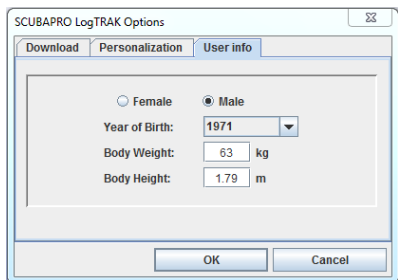 SCUBAPRO LogTRAK Options
Download Personalization User info
Female Male
Year of Birth: 1971
Body Weight: 63 kg
Body Height: 1.79 m
OK Cancel